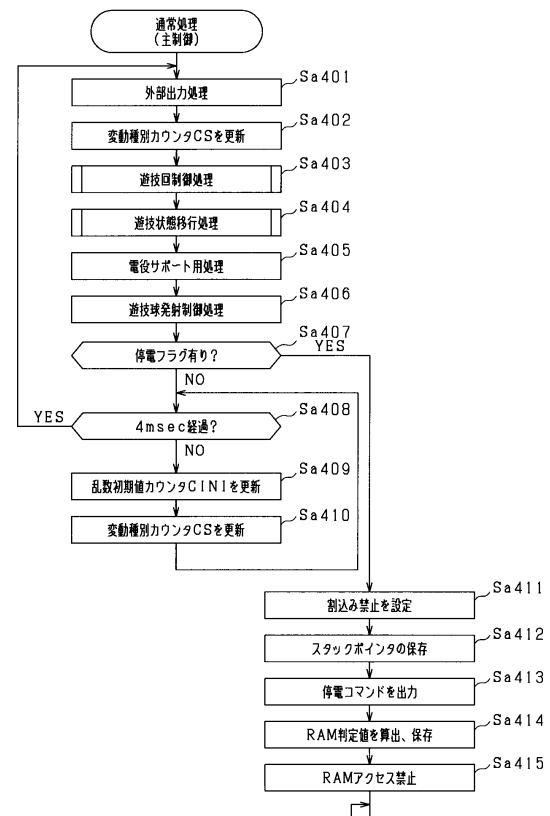 通常処理
(主制御)
外部出力処理
Sa401
変動種別カウンタCSを更新
Sa402
遊技回制御処理
Sa403
遊技状態移行処理
Sa404
電役サポート用処理
Sa405
遊技球発射制御処理
Sa406
停電フラグ有り?
Sa407
YES
NO
4msec経過?
Sa408
YES
NO
乱数初期値カウンタCINIを更新
Sa409
変動種別カウンタCSを更新
Sa410
割込み禁止を設定
Sa411
スタックポインタの保存
Sa412
停電コマンドを出力
Sa413
RAM判定値を算出、保存
Sa414
RAMアクセス禁止
Sa415